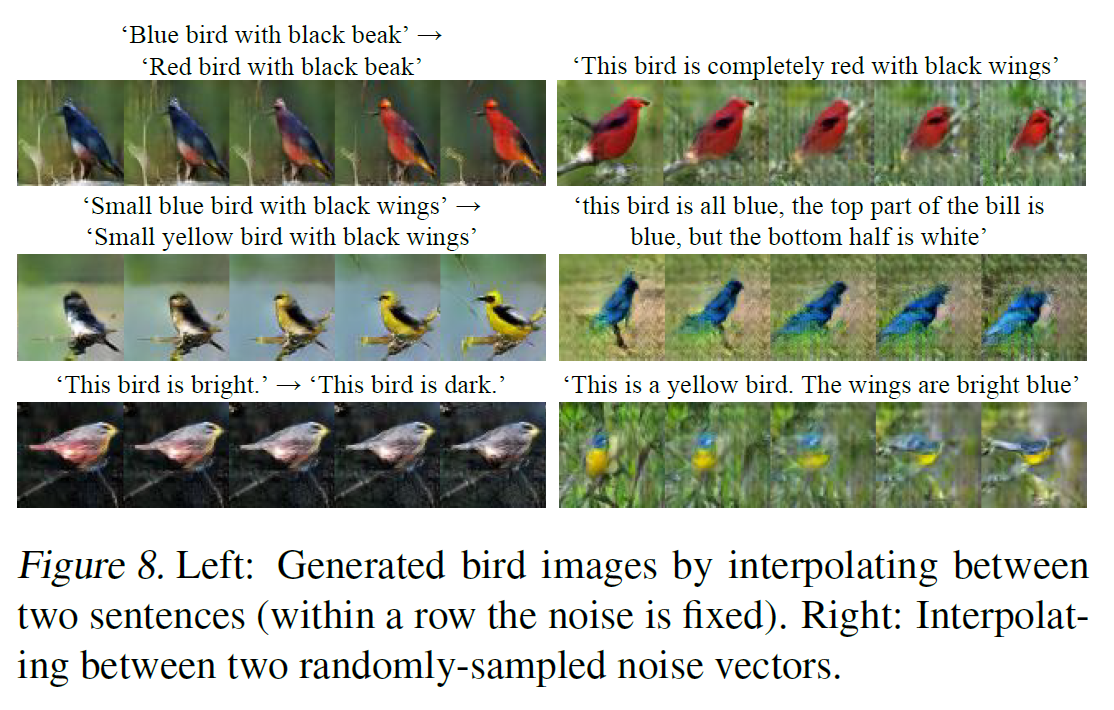 ‘Blue bird with black beak’ →
‘Red bird with black beak’
‘This bird is completely red with black wings’
‘Small blue bird with black wings’ →
‘Small yellow bird with black wings’
‘this bird is all blue, the top part of the bill is
blue, but the bottom half is white’
‘This bird is bright.’ → ‘This bird is dark.’
‘This is a yellow bird. The wings are bright blue’
Figure 8. Left: Generated bird images by interpolating between
two sentences (within a row the noise is fixed). Right: Interpolat-
ing between two randomly-sampled noise vectors.